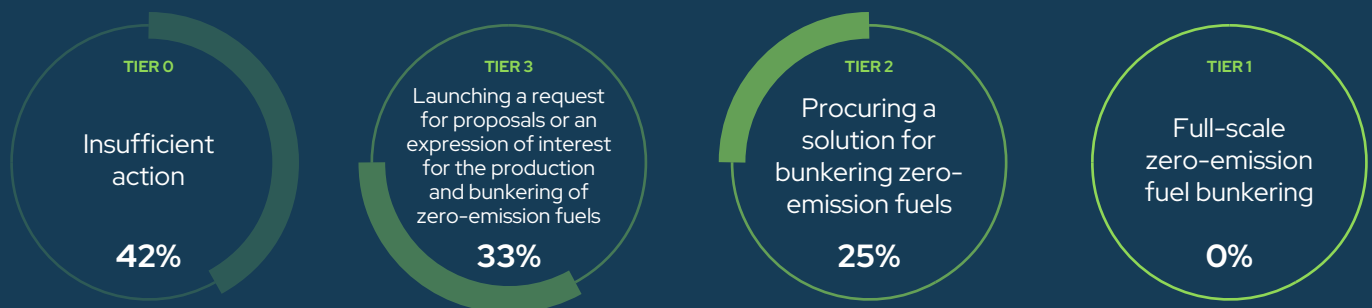 TIER 0
Insufficient
action
42%
TIER 3
Launching a request
for proposals or an
expression of interest
for the production
and bunkering of
zero-emission fuels
33%
TIER 2
Procuring a
solution for
bunkering zero-
emission fuels
25%
TIER 1
Full-scale
zero-emission
fuel bunkering
0%